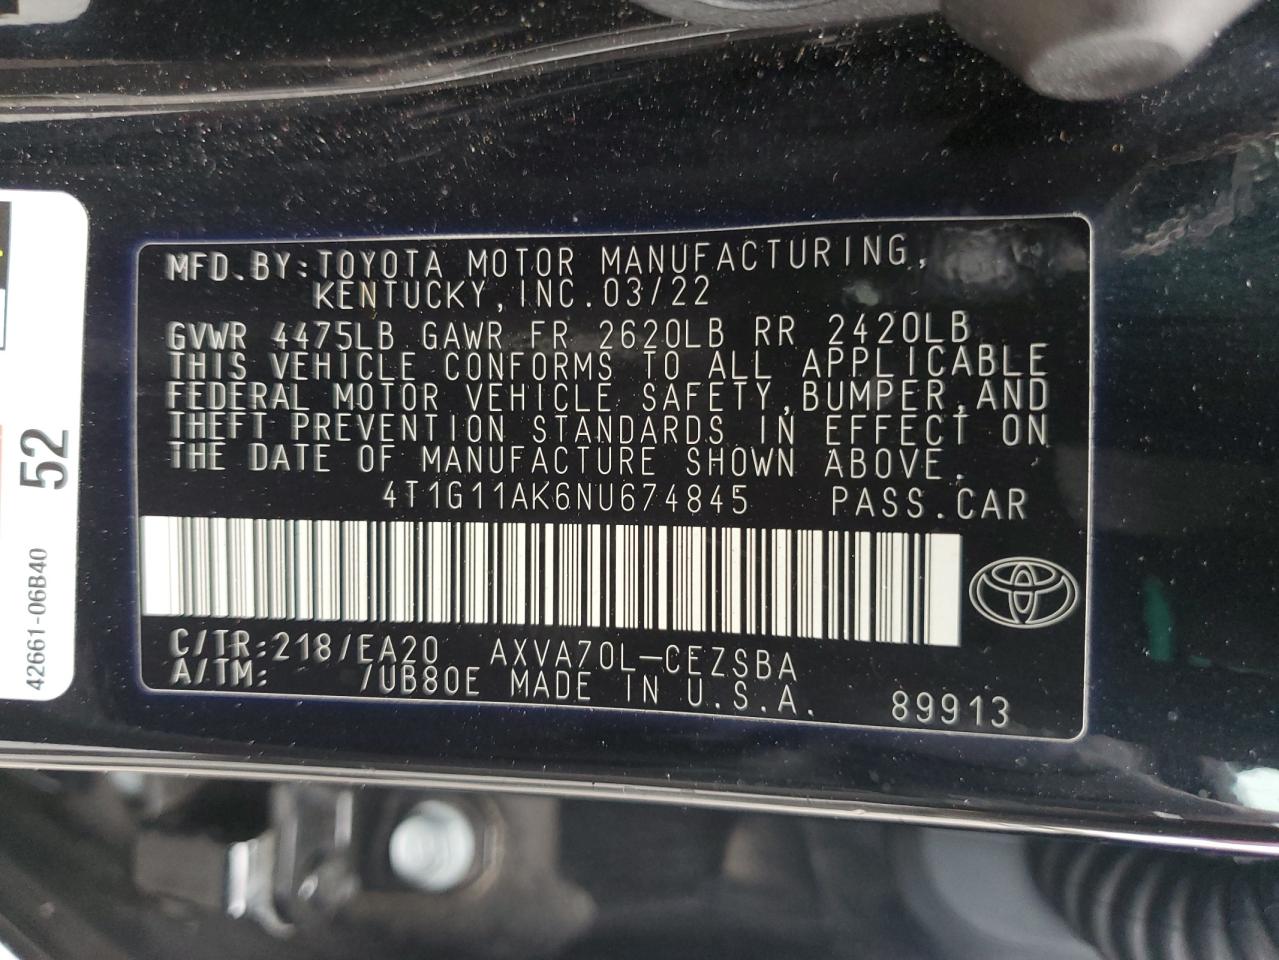 MFD.BY:TOYOTA MOTOR MANUFACTURING,
KENTUCKY,INC.03/22
GVWR 4475LB GAWR FR 2620LB RR 2420LB
THIS VEHICLE CONFORMS TO ALL APPLICABLE
FEDERAL MOTOR VEHICLE SAFETY,BUMPER,AND
THEFT PREVENTION STANDARDS IN EFFECT ON
THE DATE OF MANUFACTURE SHOWN ABOVE.
4T1G11AK6NU674845 PASS.CAR
C/TR:218/EA20 AXVA70L-CEZSBA
A/TM: /UB80E MADE IN U.S.A. 89913
52
42661-06B40